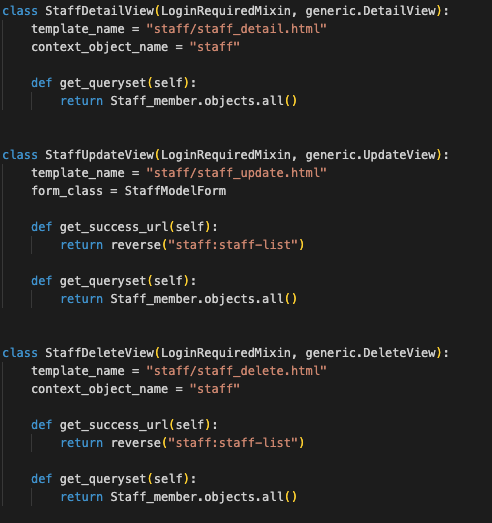 class StaffDetailView(LoginRequiredMixin, generic.DetailView):
    template_name = "staff/staff_detail.html"
    context_object_name = "staff"

    def get_queryset(self):
        return Staff_member.objects.all()

class StaffUpdateView(LoginRequiredMixin, generic.UpdateView):
    template_name = "staff/staff_update.html"
    form_class = StaffModelForm

    def get_success_url(self):
        return reverse("staff:staff-list")

    def get_queryset(self):
        return Staff_member.objects.all()

class StaffDeleteView(LoginRequiredMixin, generic.DeleteView):
    template_name = "staff/staff_delete.html"
    context_object_name = "staff"

    def get_success_url(self):
        return reverse("staff:staff-list")

    def get_queryset(self):
        return Staff_member.objects.all()